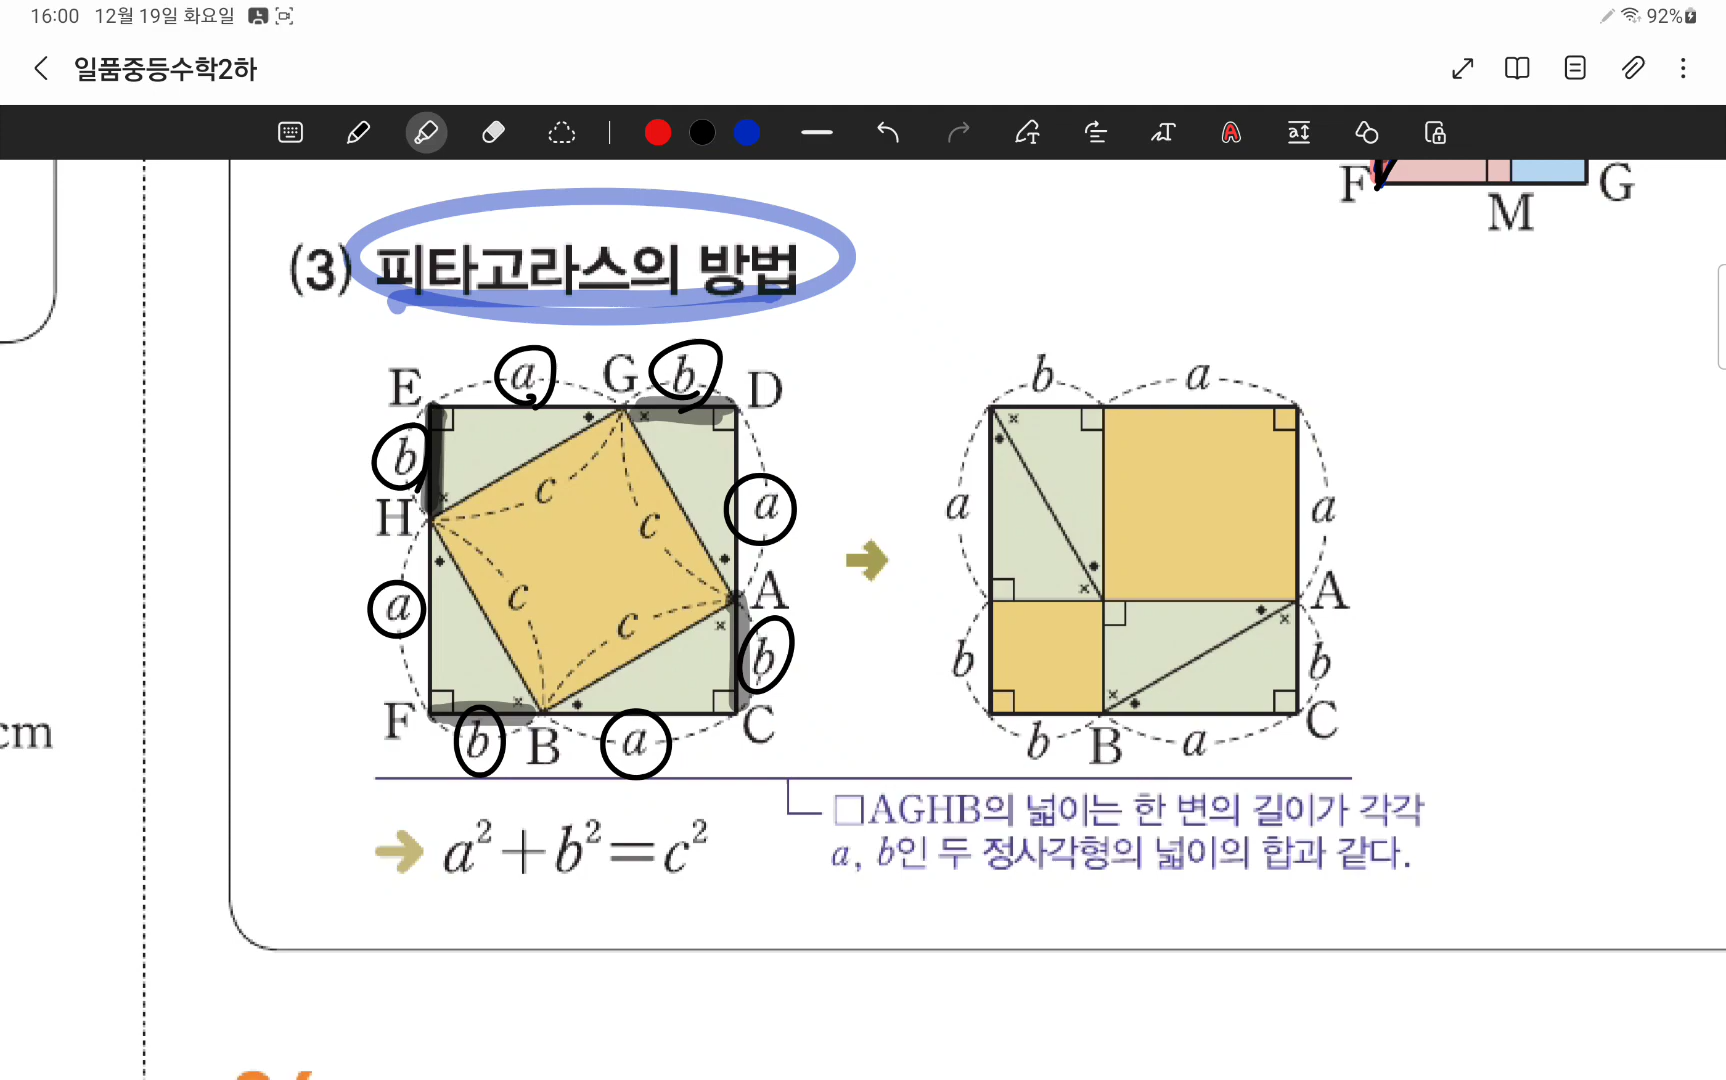 16:00 12월 19일 화요일
92%
일품중등수학2하
F M G
(3) 피타고라스의 방법
E a G b D
b a a
H
c c c c
a A A
b b b
F b B a C
b a
a a
b b B a C
cm
□AGHB의 넓이는 한 변의 길이가 각각
➔ a²+b²=c²
a, b인 두 정사각형의 넓이의 합과 같다.